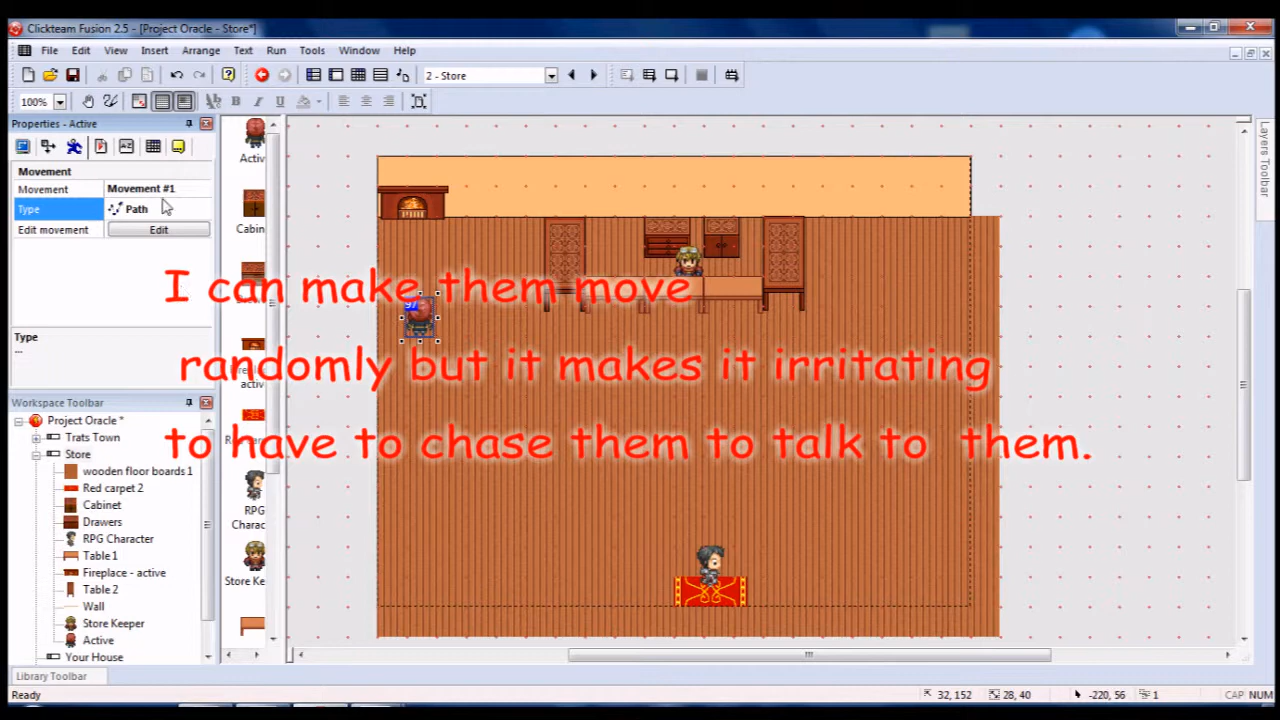 Clickteam Fusion 2.5 - [Project Oracle - Store*]
File Edit View Insert Arrange Text Run Tools Window Help
2 - Store
100%
Properties - Active
Movement
Movement Movement #1
Type Path
Edit movement Edit
Type
...
Workspace Toolbar
Project Oracle *
Trats Town
Store
wooden floor boards 1
Red carpet 2
Cabinet
Drawers
RPG Character
Table 1
Fireplace - active
Table 2
Wall
Store Keeper
Active
Your House
Library Toolbar
Activ
Cabin
activ
RPG
Charac
Store Ke
Layers Toolbar
97
I can make them move
randomly but it makes it irritating
to have to chase them to talk to them.
Ready
32, 152
28, 40
-220, 56
1
CAP NUM